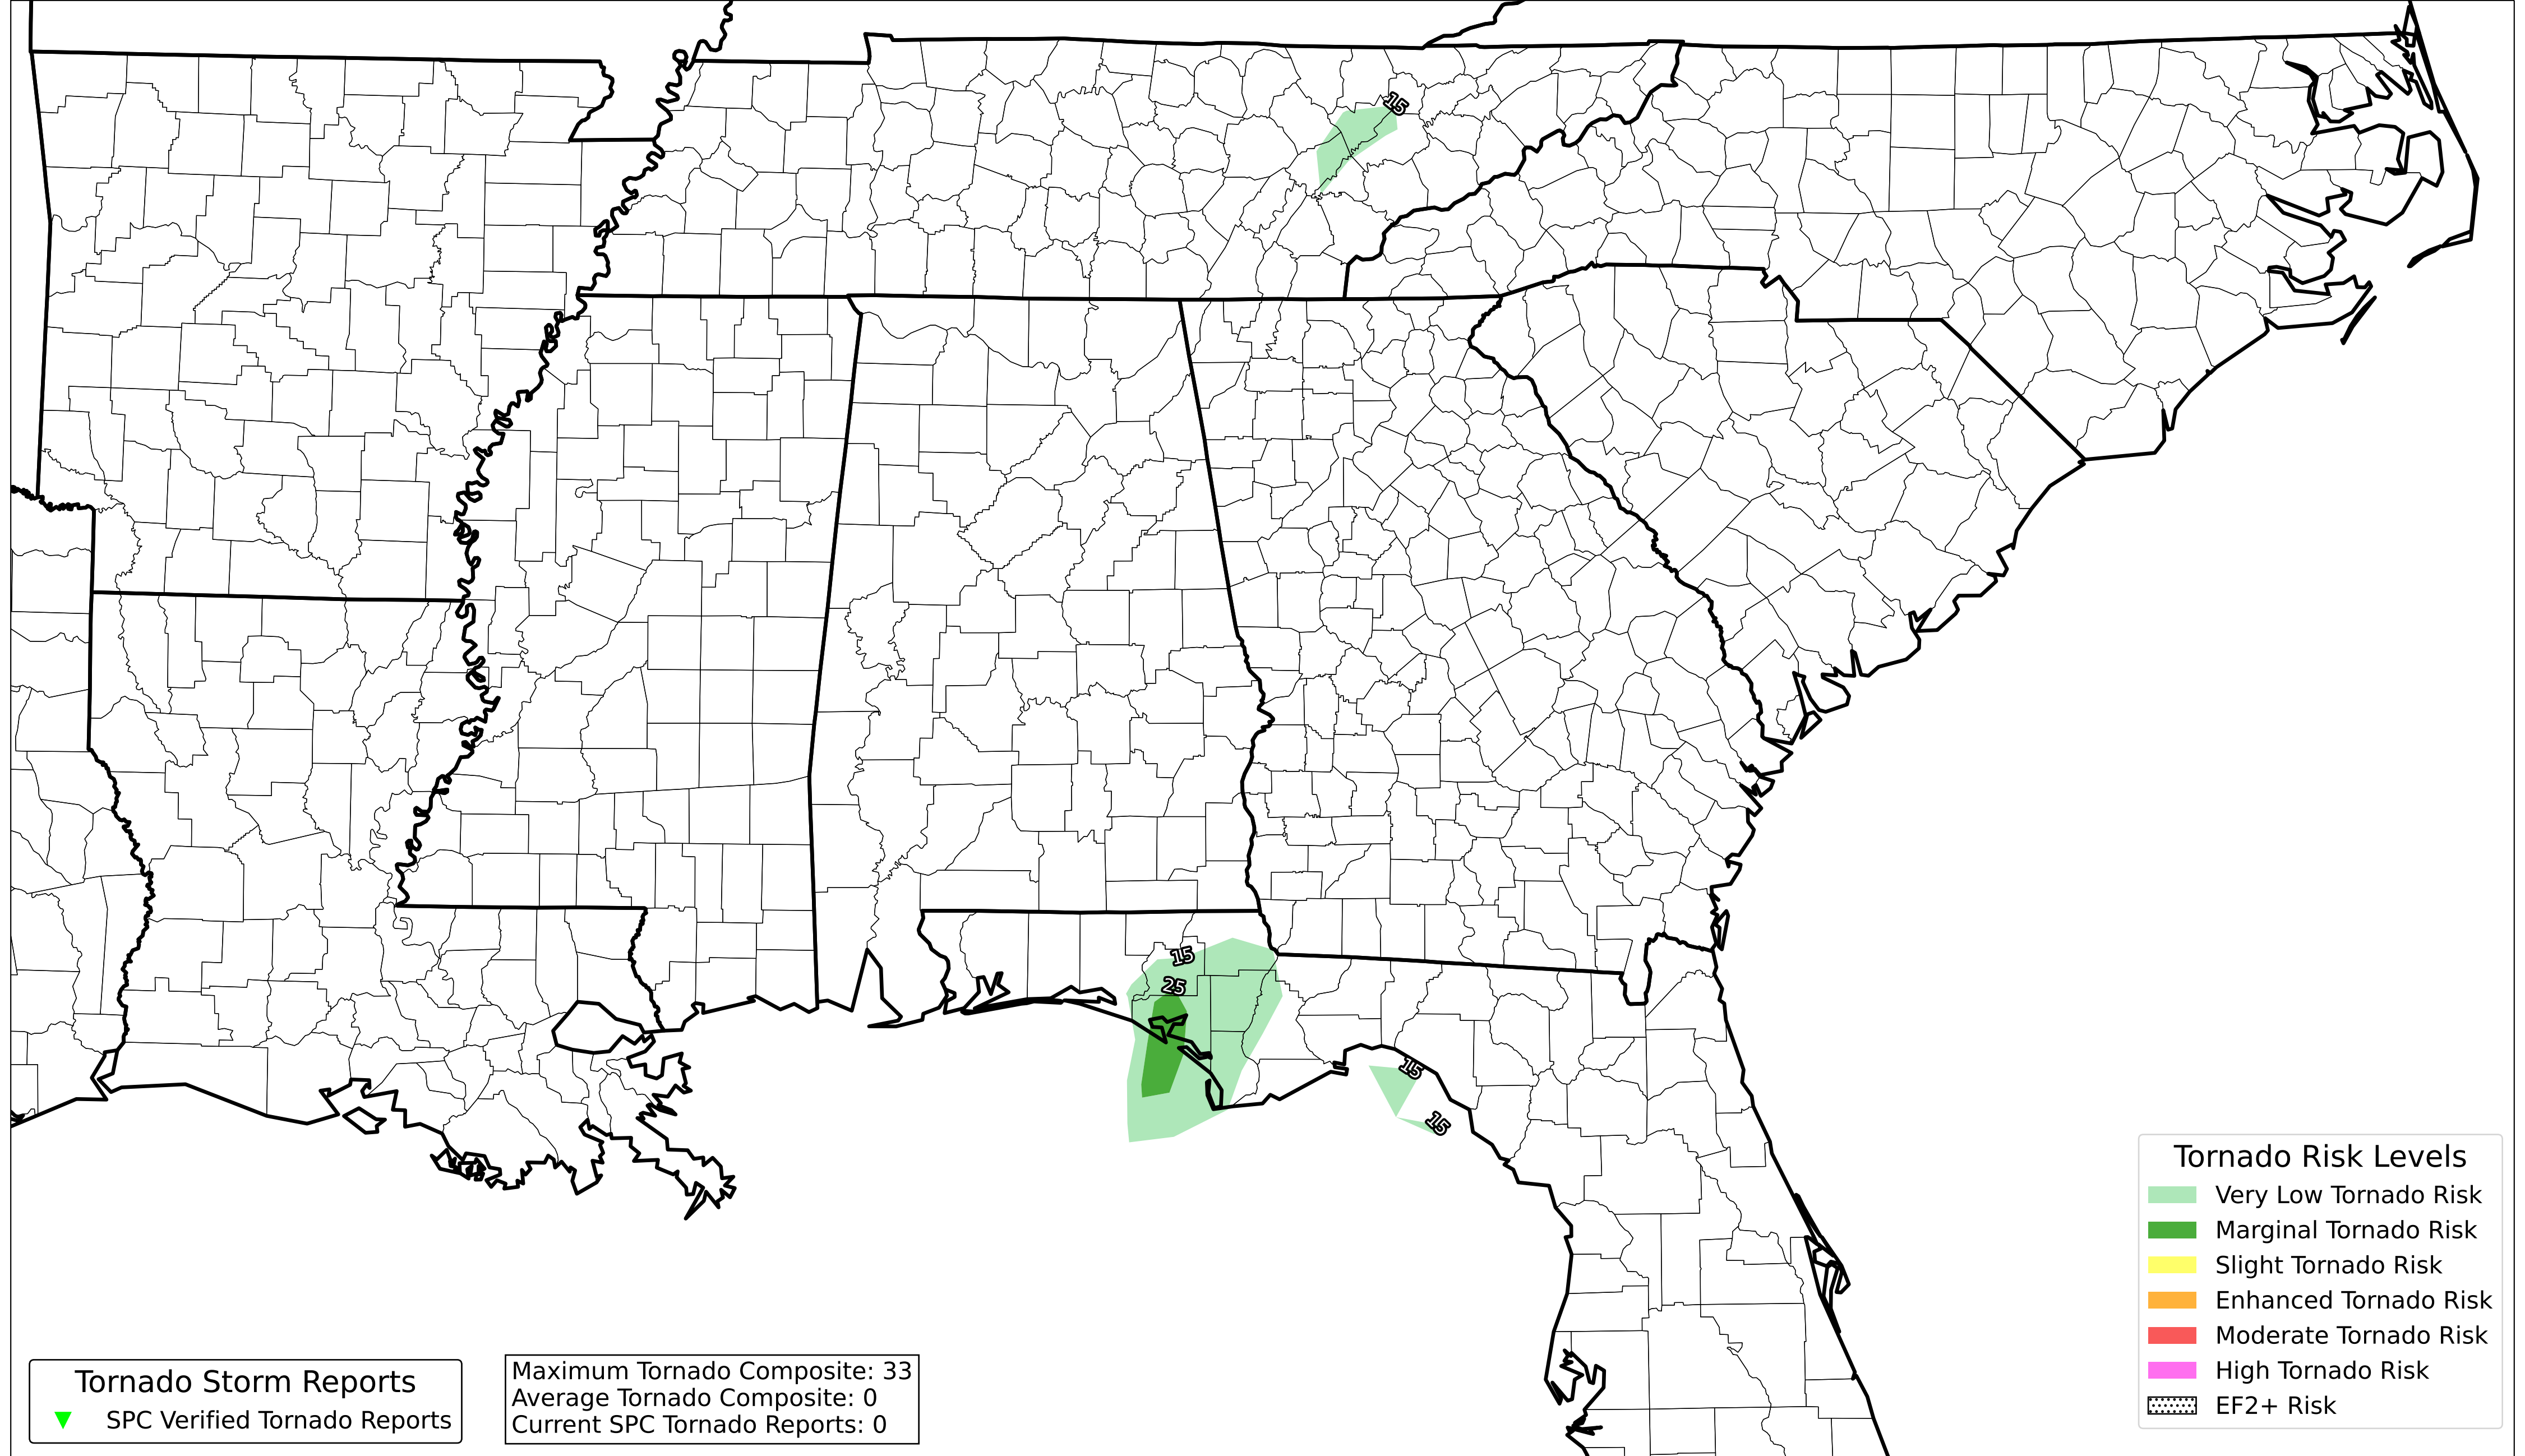 15
15
25
15
15
Tornado Risk Levels
Very Low Tornado Risk
Marginal Tornado Risk
Slight Tornado Risk
Enhanced Tornado Risk
Moderate Tornado Risk
High Tornado Risk
EF2+ Risk
Tornado Storm Reports
SPC Verified Tornado Reports
Maximum Tornado Composite: 33
Average Tornado Composite: 0
Current SPC Tornado Reports: 0